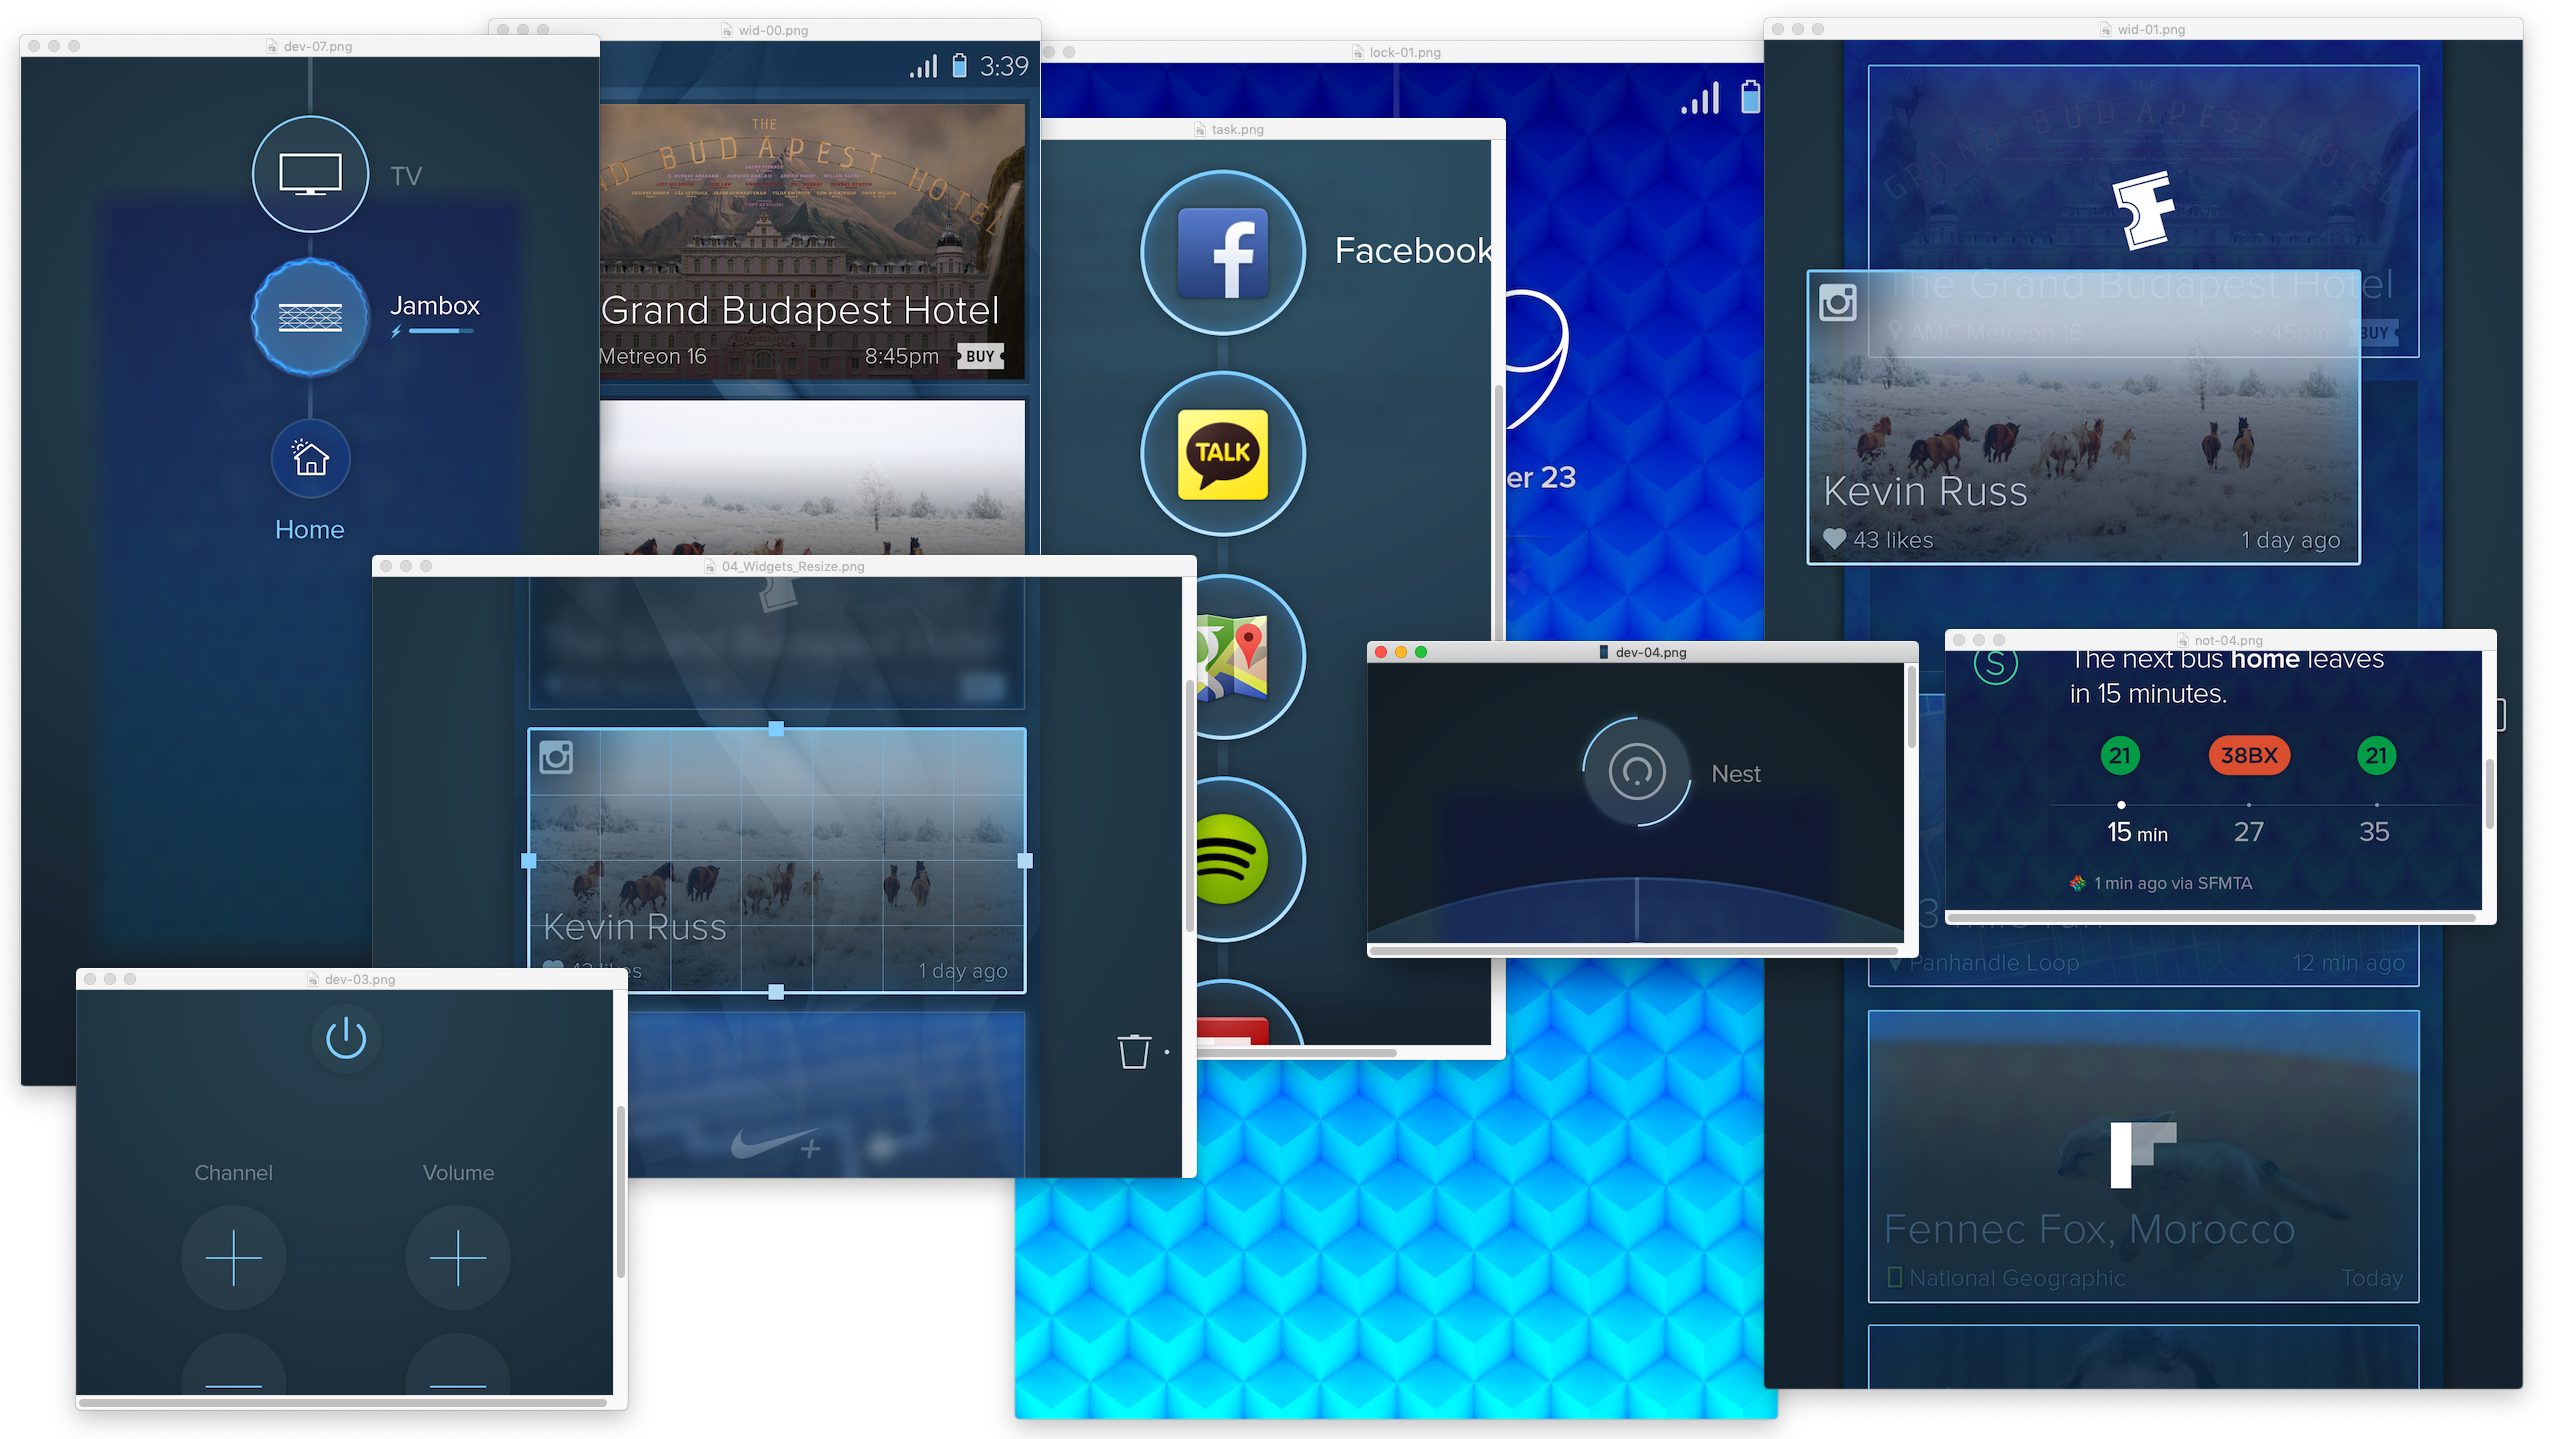 dev-07.png
TV
Jambox
Home
wid-00.png
3:39
THE
BUDAPEST
HOTEL
Grand Budapest Hotel
Metreon 16
8:45pm
BUY
lock-01.png
er 23
task.png
Facebook
TALK
wid-01.png
THE
GRAND BUDAPEST HOTEL
The Grand Budapest Hotel
AMC Metreon 16
8:45pm
BUY
Kevin Russ
43 likes
1 day ago
Panhandle Loop
12 min ago
Fennec Fox, Morocco
National Geographic
Today
04_Widgets_Resize.png
Kevin Russ
43 likes
1 day ago
dev-04.png
Nest
not-04.png
S
The next bus home leaves
in 15 minutes.
21
38BX
21
15 min
27
35
1 min ago via SFMTA
dev-03.png
Channel
Volume